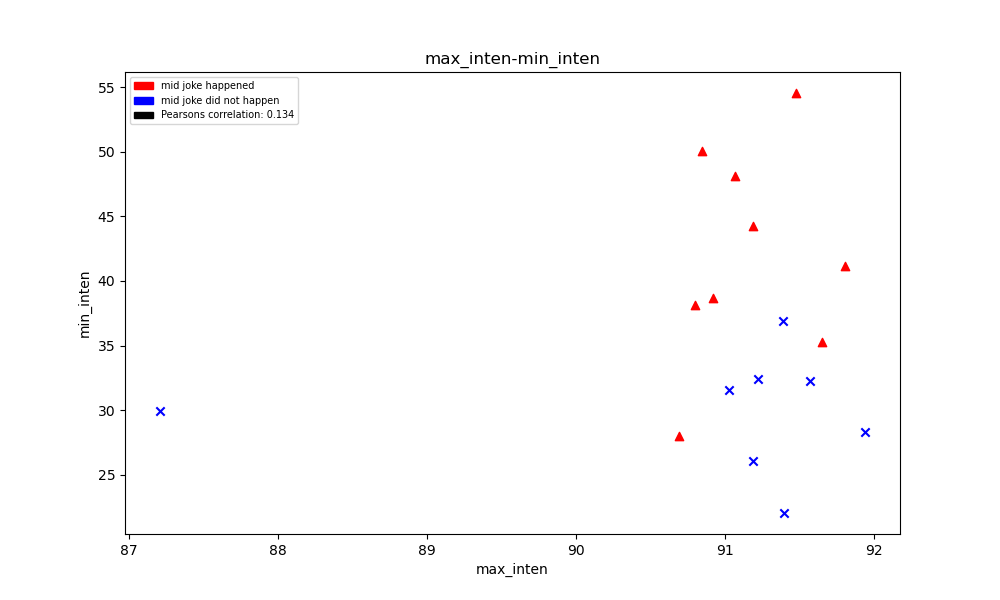 max_inten-min_inten
mid joke happened
mid joke did not happen
Pearsons correlation: 0.134
55
50
45
40
35
30
25
min_inten
87 88 89 90 91 92
max_inten